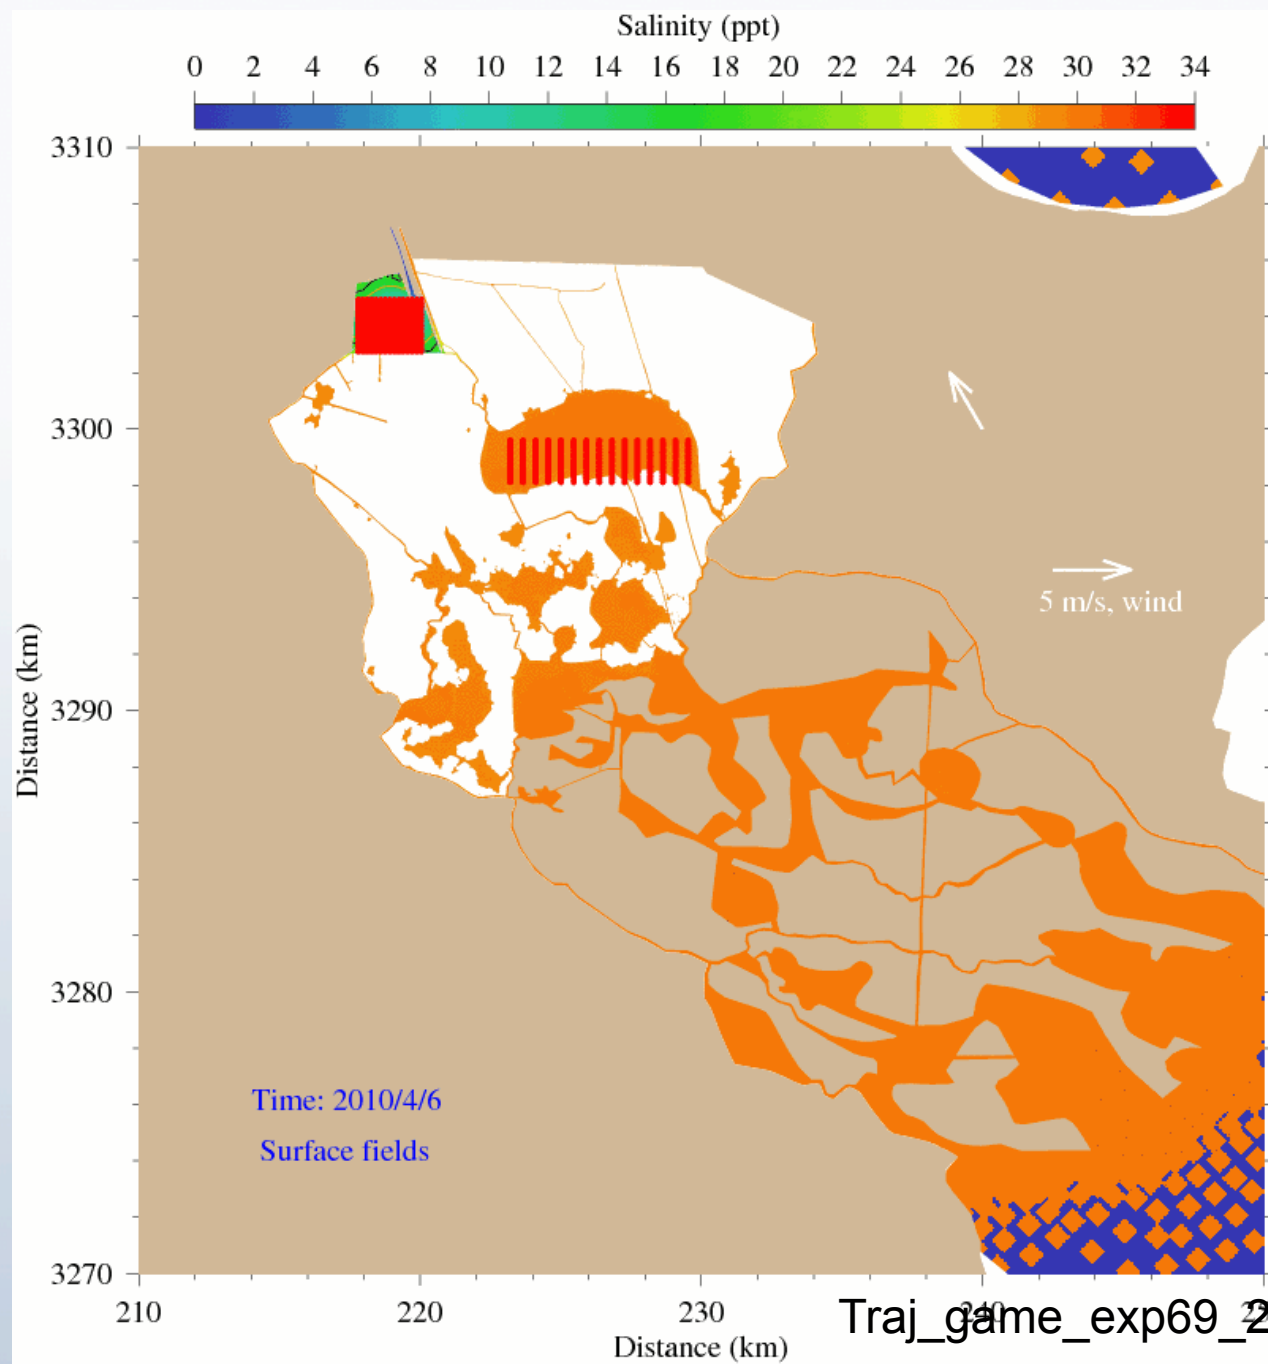 Salinity (ppt)
0 2 4 6 8 10 12 14 16 18 20 22 24 26 28 30 32 34
3310
3300
5 m/s, wind
Distance (km)
3290
3280
Time: 2010/4/6
Surface fields
3270
210 220 230 240
Traj_game_exp69_2
Distance (km)